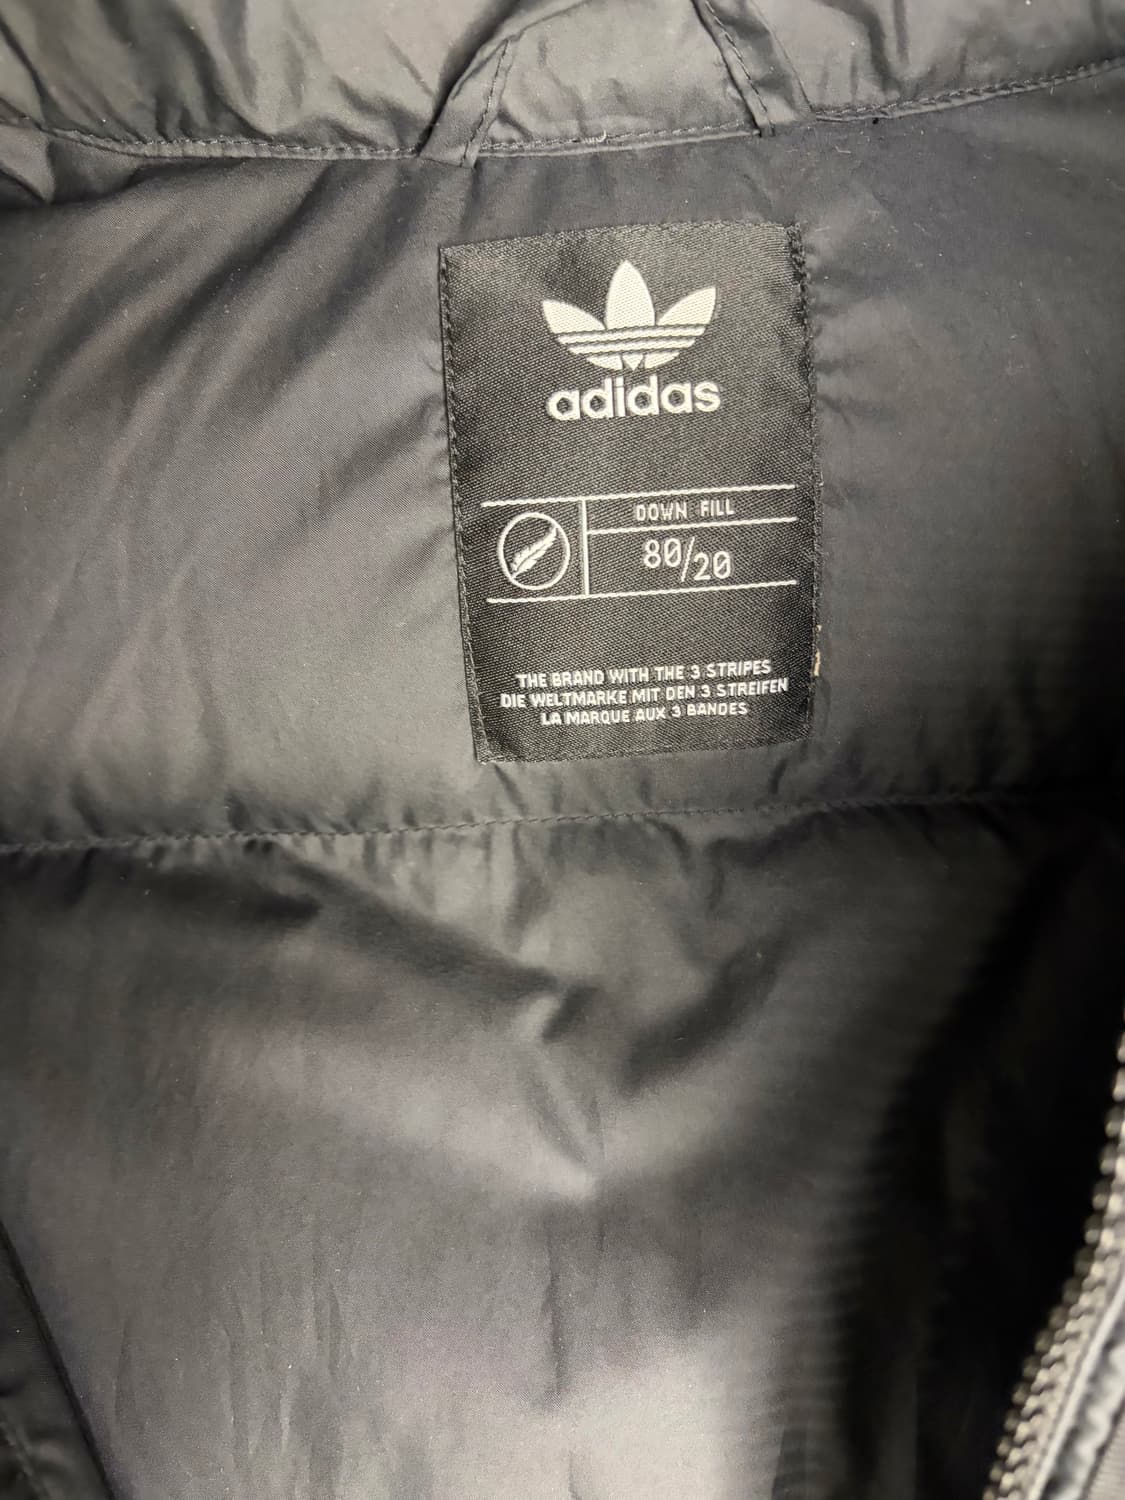 adidas
DOWN FILL
80/20
THE BRAND WITH THE 3 STRIPES
DIE WELTMARKE MIT DEN 3 STREIFEN
LA MARQUE AUX 3 BANDES